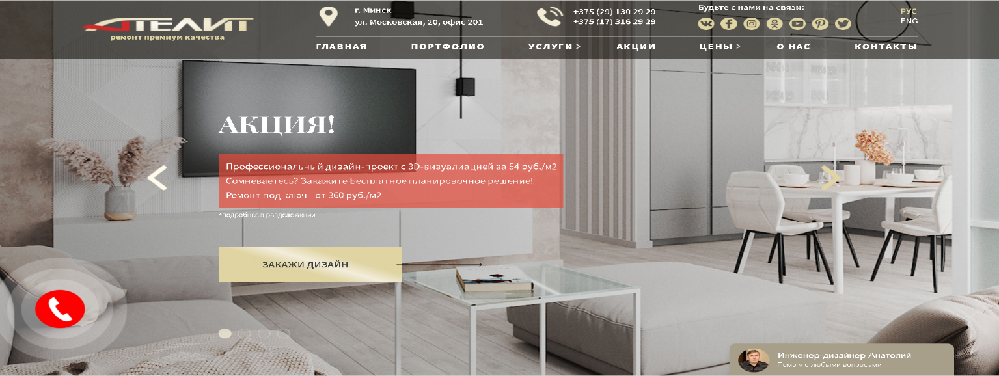 АТЕЛИТ
ремонт премиум качества
г. Минск
ул. Московская, 20, офис 201
+375 (29) 130 29 29
+375 (17) 316 29 29
Будьте с нами на связи:
РУС
ENG
ГЛАВНАЯ ПОРТФОЛИО УСЛУГИ > АКЦИИ ЦЕНЫ > О НАС КОНТАКТЫ
АКЦИЯ!
Профессиональный дизайн-проект с 3D-визуалиацией за 54 руб./м2
Сомневаетесь? Закажите Бесплатное планировочное решение!
Ремонт под ключ - от 360 руб./м2
*подробнее в разделе акции
ЗАКАЖИ ДИЗАЙН
Инженер-дизайнер Анатолий
Помогу с любыми вопросами